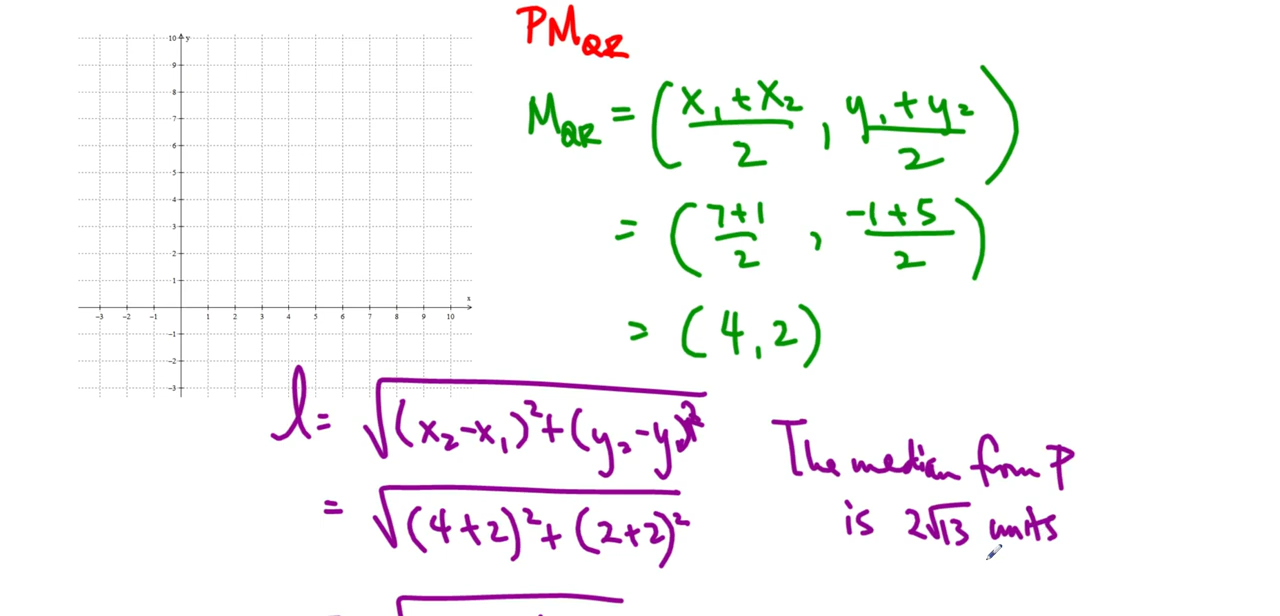 PM_QR
M_QR = ( (x₁ + x₂)/2 , (y₁ + y₂)/2 )
= ( (7+1)/2 , (-1+5)/2 )
= (4, 2)
10 y
9
8
7
6
5
4
3
2
1
x
-3 -2 -1 1 2 3 4 5 6 7 8 9 10
-1
-2
-3
l = √((x₂-x₁)²+(y₂-y₁)²)
= √((4+2)²+(2+2)²)
The median from P
is 2√13 units